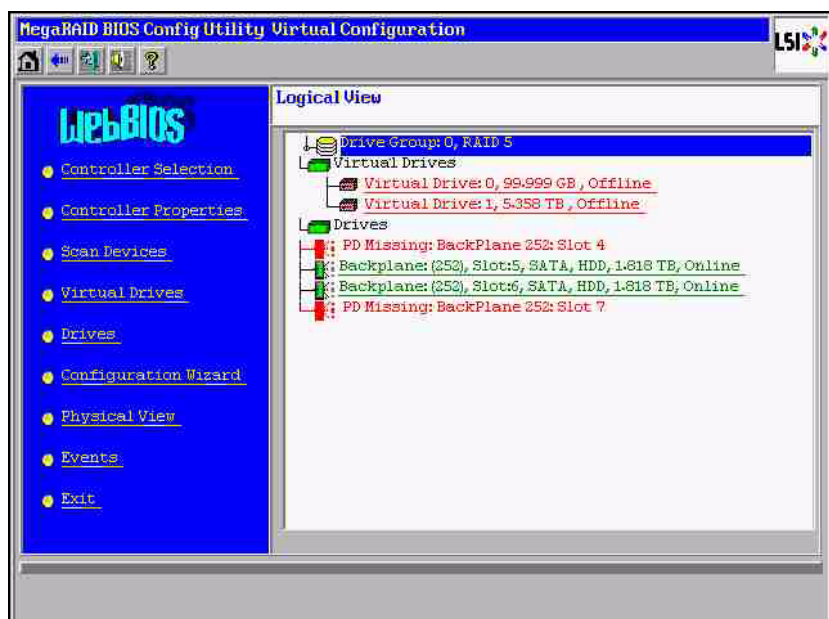 MegaRAID BIOS Config Utility Virtual Configuration
LSI
WebBIOS
Controller Selection
Controller Properties
Scan Devices
Virtual Drives
Drives
Configuration Wizard
Physical View
Events
Exit
Logical View
Drive Group: 0, RAID 5
Virtual Drives
Virtual Drive: 0, 99.999 GB , Offline
Virtual Drive: 1, 5.358 TB , Offline
Drives
PD Missing: BackPlane 252: Slot 4
Backplane: (252), Slot:5, SATA, HDD, 1.818 TB, Online
Backplane: (252), Slot:6, SATA, HDD, 1.818 TB, Online
PD Missing: BackPlane 252: Slot 7